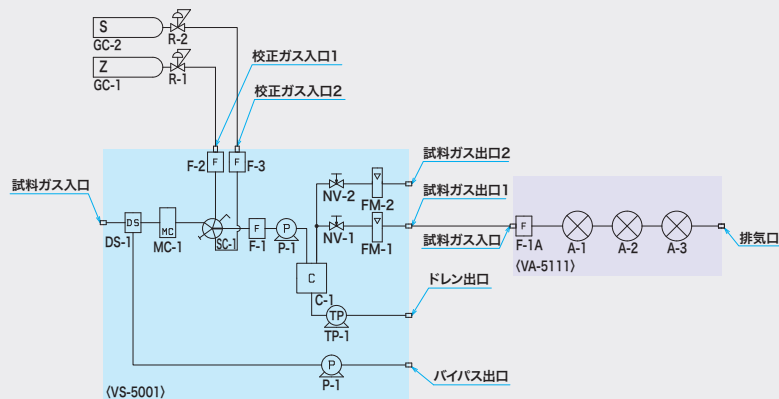 S
GC-2
R-2
Z
GC-1
R-1
校正ガス入口1
校正ガス入口2
F-2
F
F
F-3
試料ガス出口2
NV-2
FM-2
試料ガス入口
試料ガス出口1
DS
DS-1
MC
MC-1
SC-1
F
F-1
P
P-1
NV-1
FM-1
試料ガス入口
F
F-1A
A-1
A-2
A-3
排気口
〈VA-5111〉
C
C-1
ドレン出口
TP
TP-1
P
P-1
バイパス出口
〈VS-5001〉